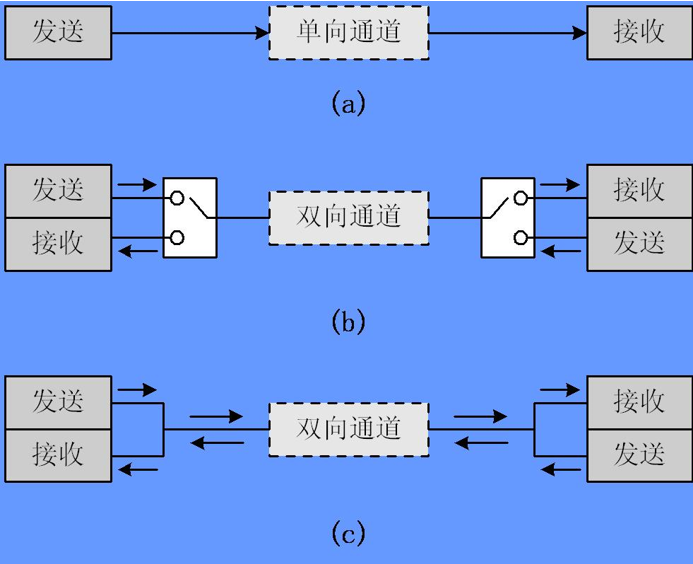 发送 单向通道 接收
(a)
发送 接收
双向通道
接收 发送
(b)
发送 接收
双向通道
接收 发送
(c)